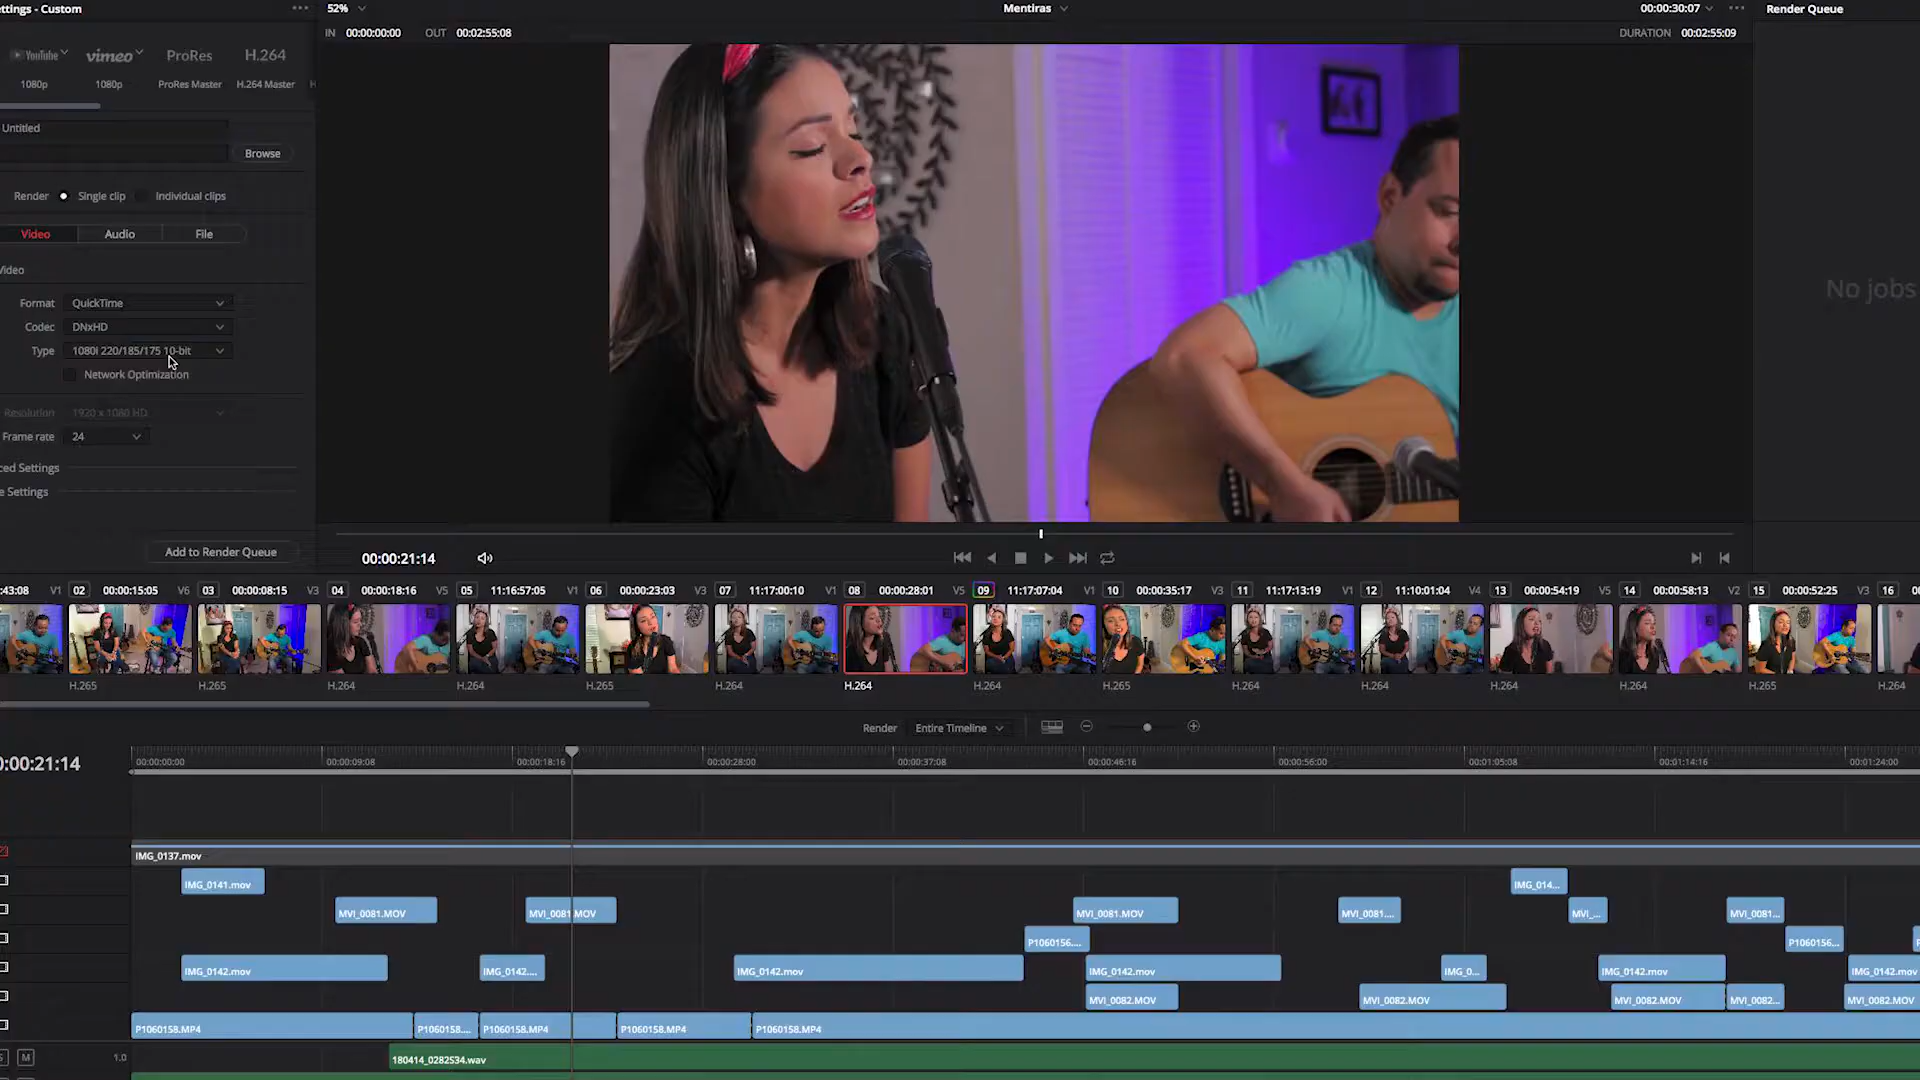 ettings - Custom
52%
Mentiras
00:00:30:07
Render Queue
IN 00:00:00:00 OUT 00:02:55:08
DURATION 00:02:55:09
YouTube vimeo ProRes H.264
1080p 1080p ProRes Master H.264 Master H
Untitled
Browse
Render Single clip Individual clips
Video Audio File
Video
Format QuickTime
Codec DNxHD
Type 1080i 220/185/175 10-bit
Network Optimization
Resolution 1920 x 1080 HD
Frame rate 24
ced Settings
e Settings
Add to Render Queue
No jobs
00:00:21:14
:43:08 V1 02 00:00:15:05 V6 03 00:00:08:15 V3 04 00:00:18:16 V5 05 11:16:57:05 V1 06 00:00:23:03 V3 07 11:17:00:10 V1 08 00:00:28:01 V5 09 11:17:07:04 V1 10 00:00:35:17 V3 11 11:17:13:19 V1 12 11:10:01:04 V4 13 00:00:54:19 V5 14 00:00:58:13 V2 15 00:00:52:25 V3 16
H.265 H.265 H.264 H.264 H.265 H.264 H.264 H.264 H.265 H.264 H.264 H.264 H.264 H.265 H.264
Render Entire Timeline
0:00:21:14
00:00:00:00 00:00:09:08 00:00:18:16 00:00:28:00 00:00:37:08 00:00:46:16 00:00:56:00 00:01:05:08 00:01:14:16 00:01:24:00
IMG_0137.mov
IMG_0141.mov IMG_014...
MVI_0081.MOV MVI_0081.MOV MVI_0081.MOV MVI_0081.... MVI_... MVI_0081...
P1060156.... P1060156....
IMG_0142.mov IMG_0142.... IMG_0142.mov IMG_0142.mov IMG_0... IMG_0142.mov IMG_0142.mov
MVI_0082.MOV MVI_0082.MOV MVI_0082.MOV MVI_0082... MVI_0082.MOV
P1060158.MP4 P1060158.... P1060158.MP4 P1060158.MP4 P1060158.MP4
S M 1.0 180414_0282S34.wav